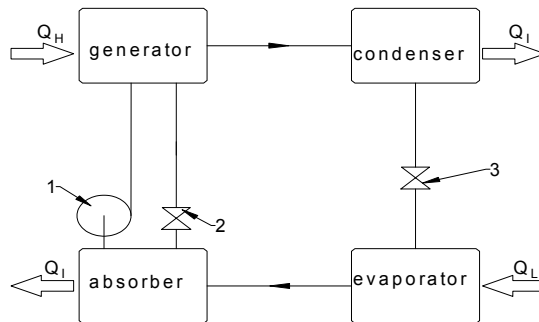 Q_H
generator
condenser
Q_I
1
2
3
Q_I
absorber
evaporator
Q_L